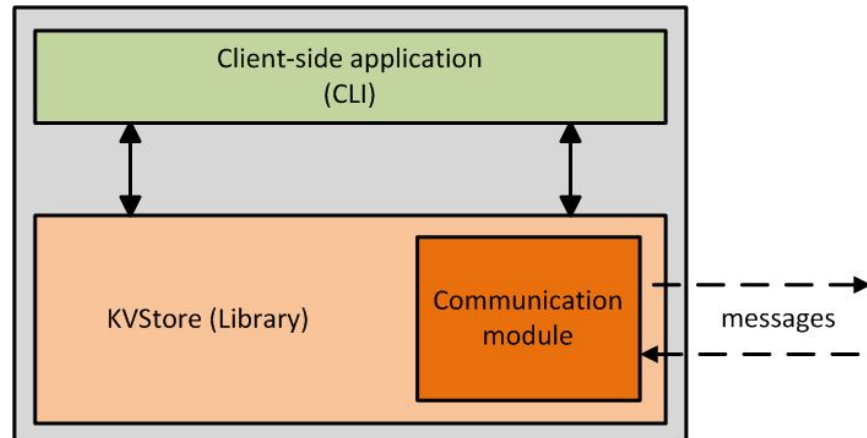 Client-side application
(CLI)
KVStore (Library)
Communication
module
messages